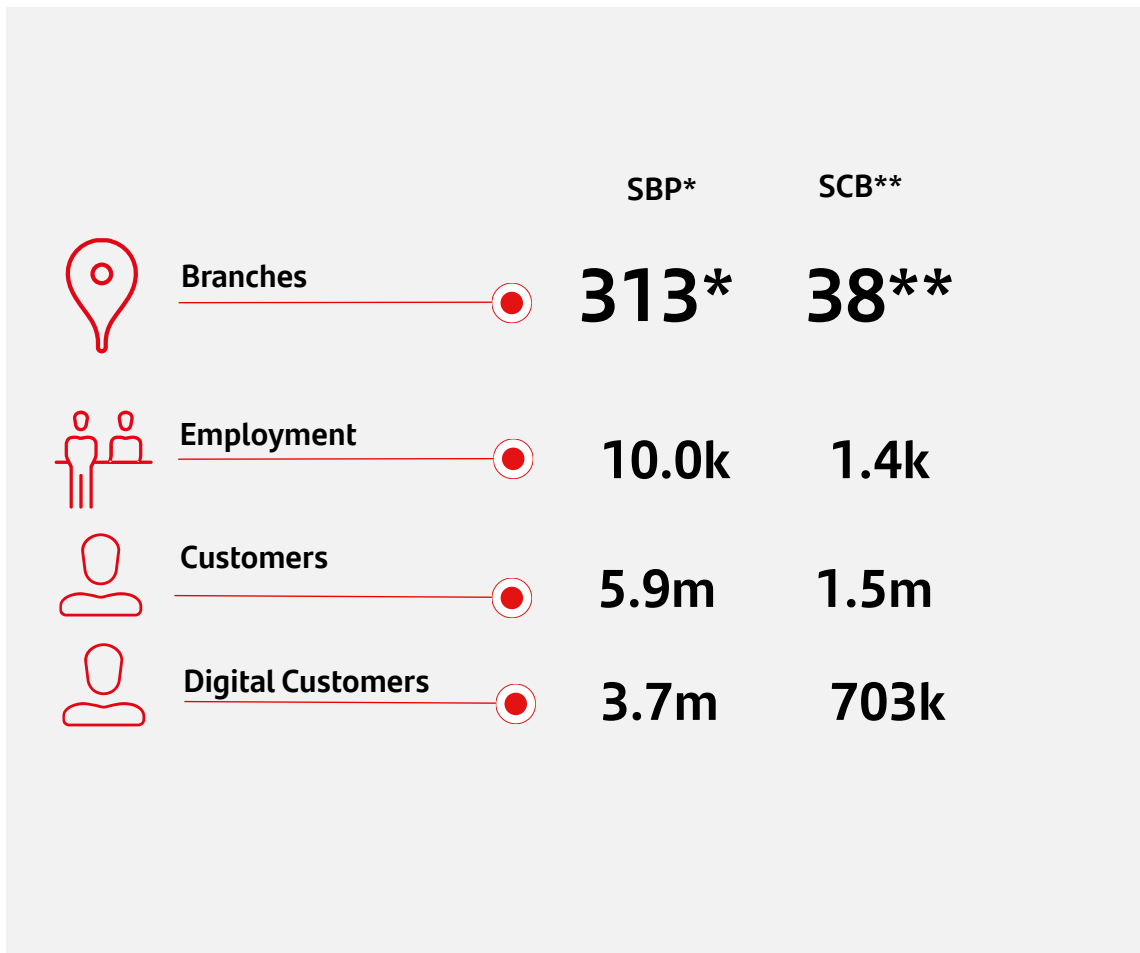 SBP* SCB**
Branches 313* 38**
Employment 10.0k 1.4k
Customers 5.9m 1.5m
Digital Customers 3.7m 703k